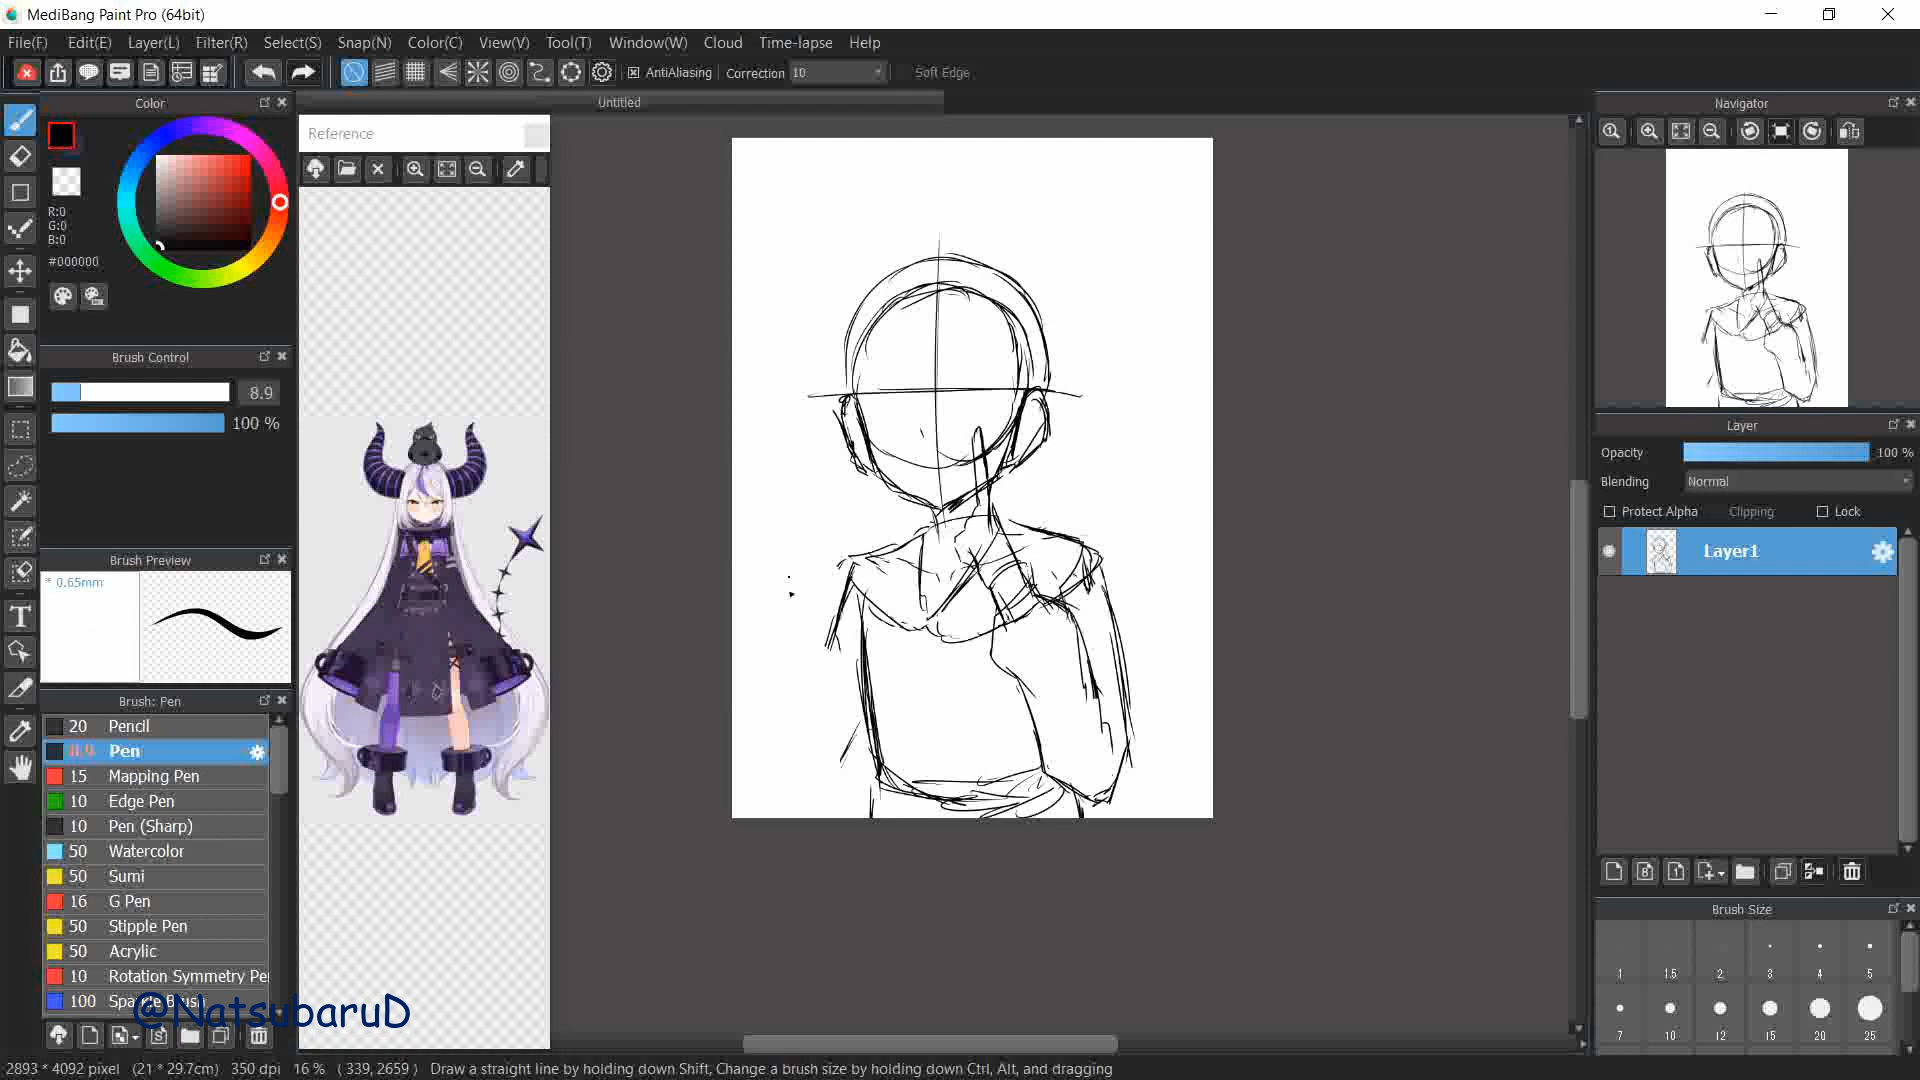 MediBang Paint Pro (64bit)
File(F) Edit(E) Layer(L) Filter(R) Select(S) Snap(N) Color(C) View(V) Tool(T) Window(W) Cloud Time-lapse Help
AntiAliasing Correction 10 Soft Edge
Color
Untitled
Navigator
Reference
R:0
G:0
B:0
#000000
Brush Control
8.9
100 %
Layer
Opacity 100 %
Blending Normal
Protect Alpha Clipping Lock
Layer1
Brush Preview
* 0.65mm
Brush: Pen
20 Pencil
8.9 Pen
15 Mapping Pen
10 Edge Pen
10 Pen (Sharp)
50 Watercolor
50 Sumi
16 G Pen
50 Stipple Pen
50 Acrylic
10 Rotation Symmetry Pe
100 Sparkle Brush
@NatsubaruD
Brush Size
1 1.5 2 3 4 5
7 10 12 15 20 25
2893 * 4092 pixel (21 * 29.7cm) 350 dpi 16 % ( 339, 2659 ) Draw a straight line by holding down Shift, Change a brush size by holding down Ctrl, Alt, and dragging